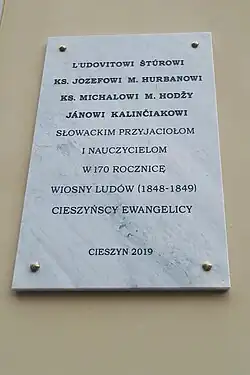 ĽUDOVITOWI ŠTÚROWI
KS. JOZEFOWI M. HURBANOWI
KS. MICHALOWI M. HODŽY
JÁNOWI KALINČIAKOWI
SŁOWACKIM PRZYJACIOŁOM
I NAUCZYCIELOM
W 170 ROCZNICĘ
WIOSNY LUDÓW (1848-1849)
CIESZYŃSCY EWANGELICY
CIESZYN 2019